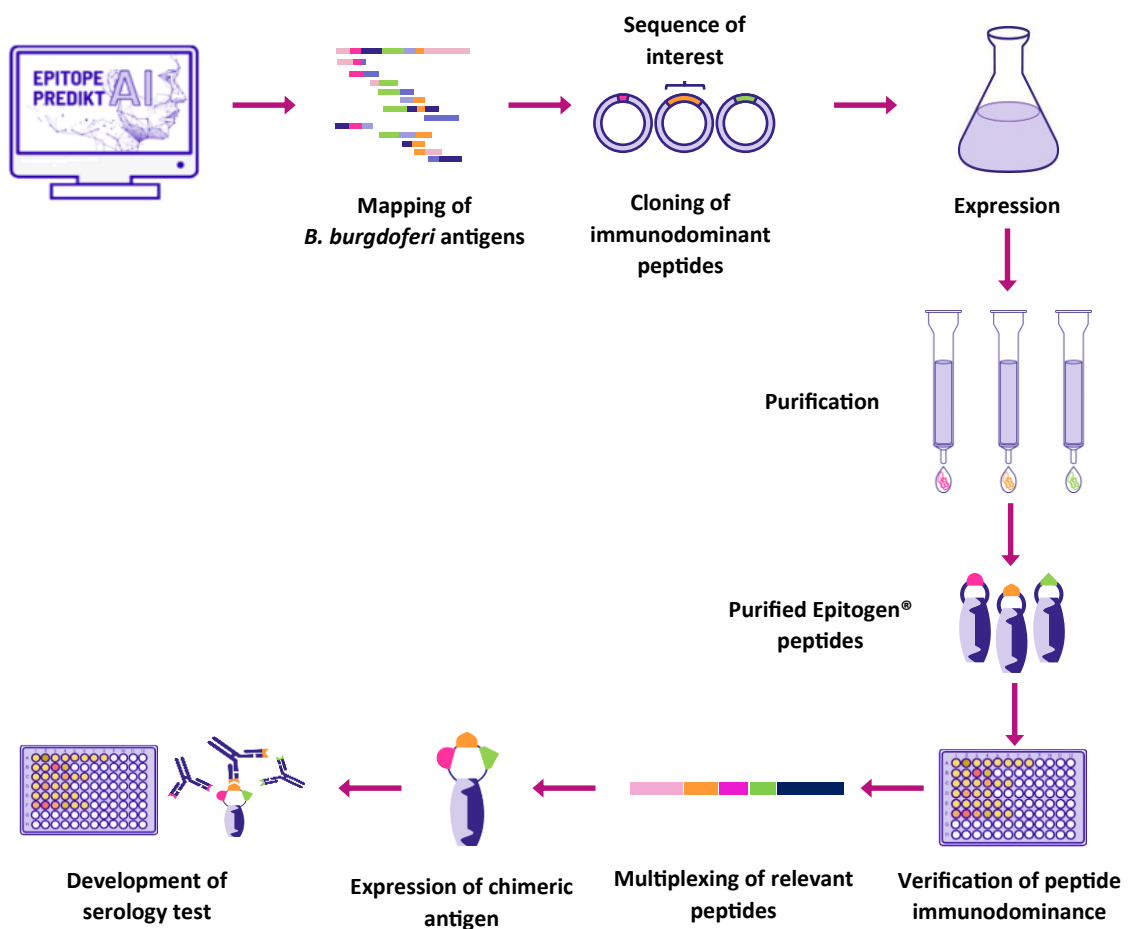 EPITOPE
PREDIKT AI
Mapping of
B. burgdoferi antigens
Sequence of
interest
Cloning of
immunodominant
peptides
Expression
Purification
Purified Epitogen®
peptides
Verification of peptide
immunodominance
Multiplexing of relevant
peptides
Expression of chimeric
antigen
Development of
serology test